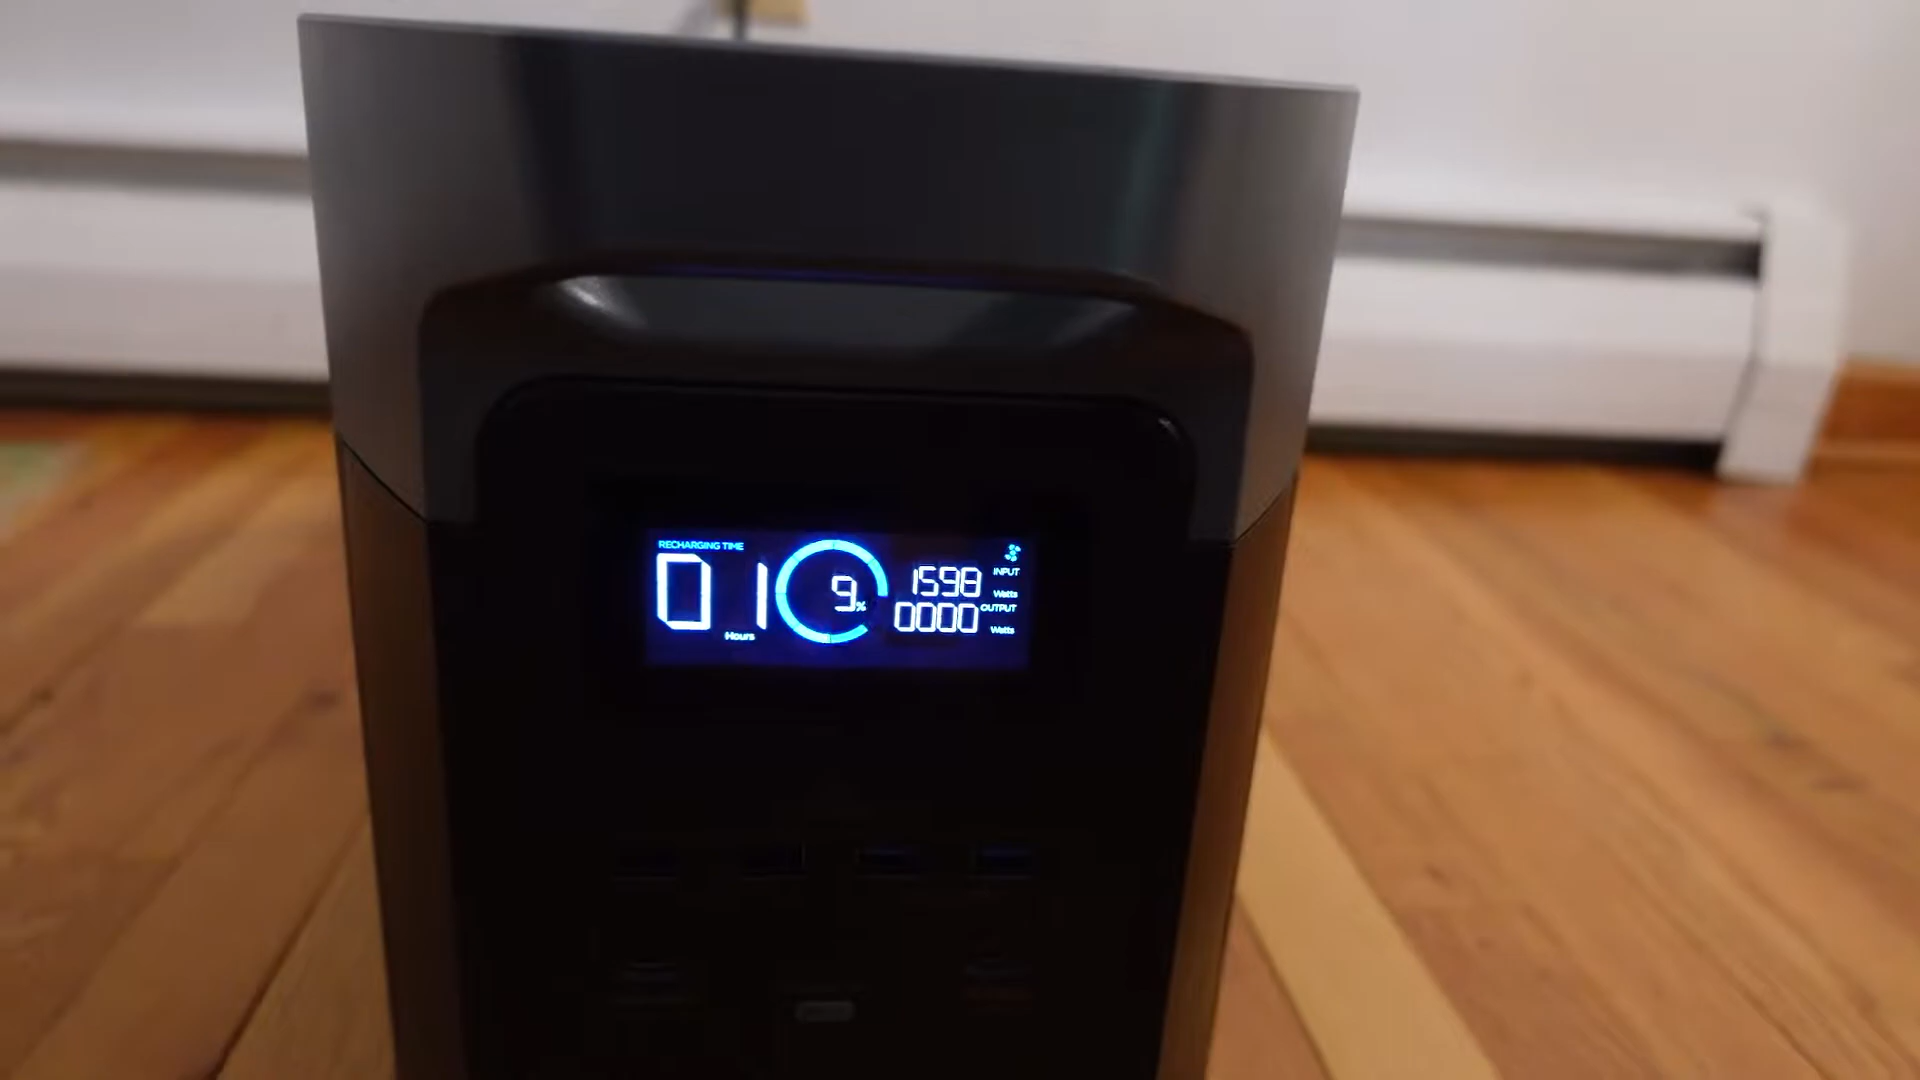 RECHARGING TIME
01
Hours
9%
1598 INPUT Watts
0000 OUTPUT Watts